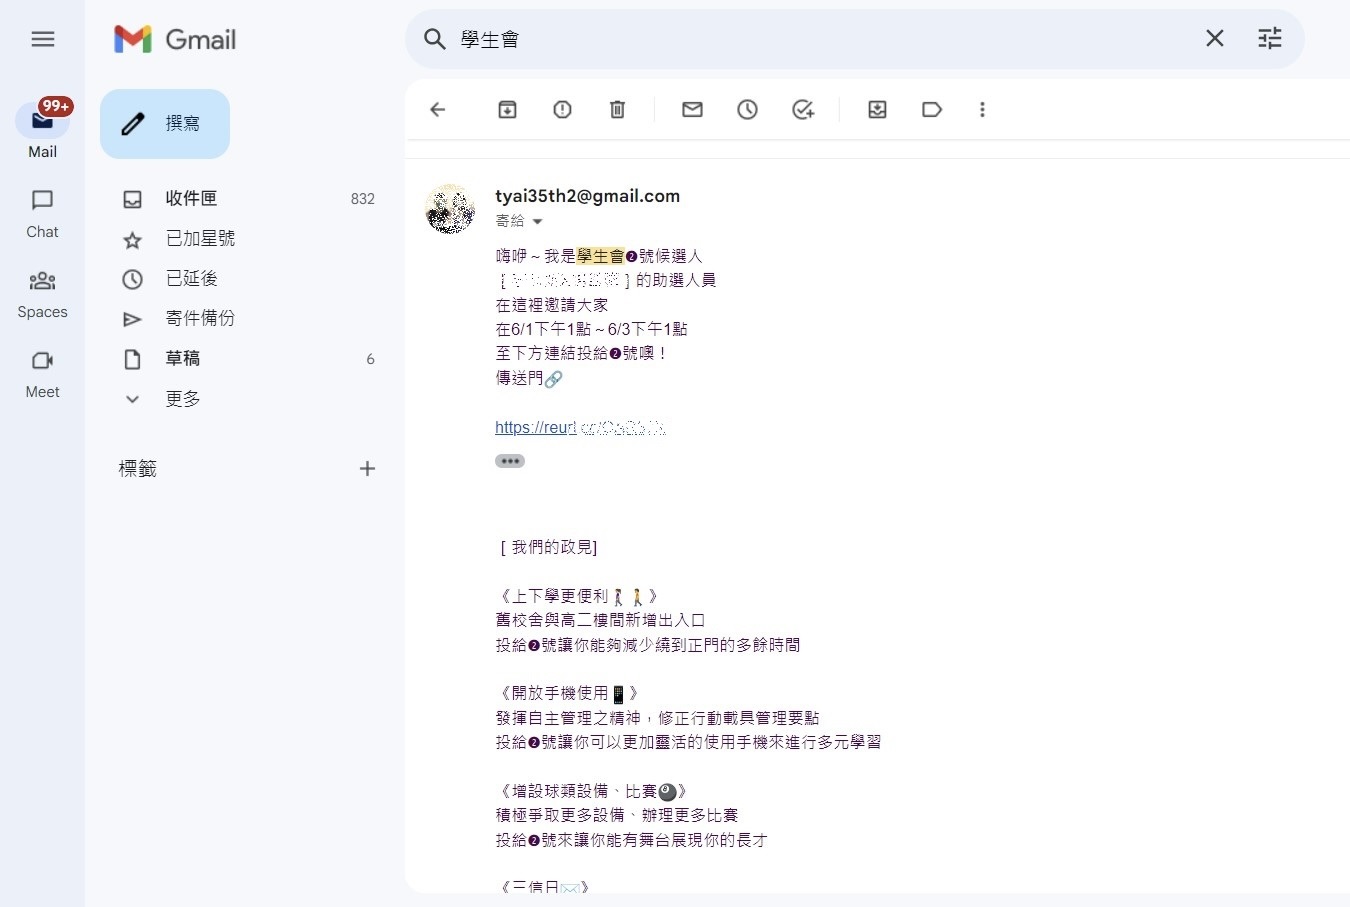 Gmail
學生會
99+
Mail
Chat
Spaces
Meet
撰寫
收件匣 832
已加星號
已延後
寄件備份
草稿 6
更多
標籤
tyai35th2@gmail.com
寄給
嗨咿~我是學生會❷號候選人
[ ] 的助選人員
在這裡邀請大家
在6/1下午1點~6/3下午1點
至下方連結投給❷號噢！
傳送門🔗
https://reurl.cc/
[ 我們的政見]
《上下學更便利🚶‍♀️🚶》
舊校舍與高二樓間新增出入口
投給❷號讓你能夠減少繞到正門的多餘時間
《開放手機使用📱》
發揮自主管理之精神，修正行動載具管理要點
投給❷號讓你可以更加靈活的使用手機來進行多元學習
《增設球類設備、比賽🎱》
積極爭取更多設備、辦理更多比賽
投給❷號來讓你能有舞台展現你的長才
《三信日✉️》